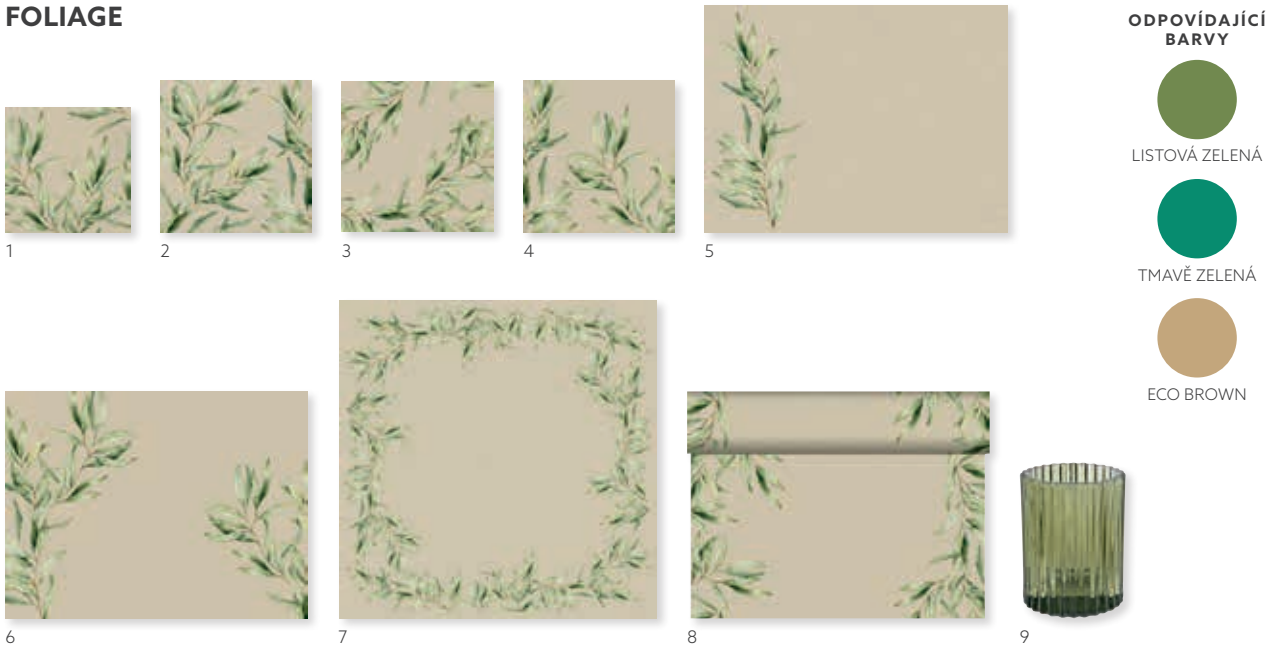 FOLIAGE
1
2
3
4
5
6
7
8
9
ODPOVÍDAJÍCÍ
BARVY
LISTOVÁ ZELENÁ
TMAVĚ ZELENÁ
ECO BROWN